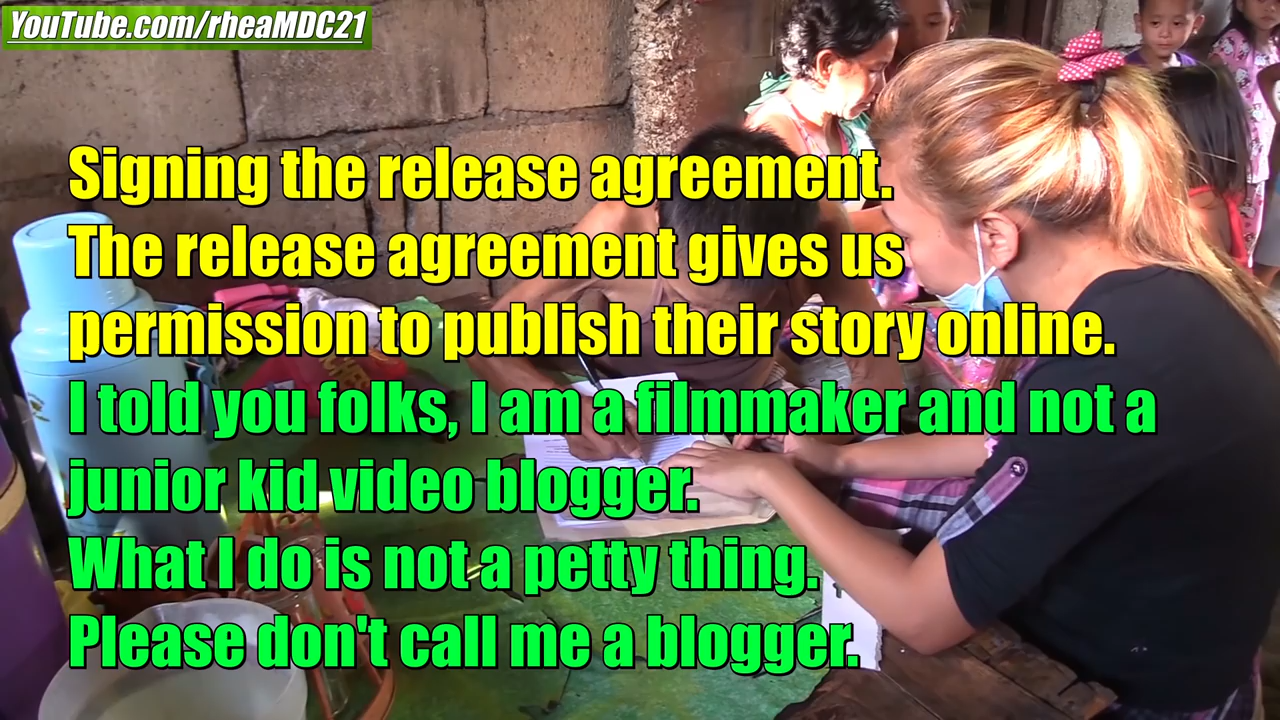 YouTube.com/rheaMDC21
Signing the release agreement.
The release agreement gives us
permission to publish their story online.
I told you folks, I am a filmmaker and not a
junior kid video blogger.
What I do is not a petty thing.
Please don't call me a blogger.